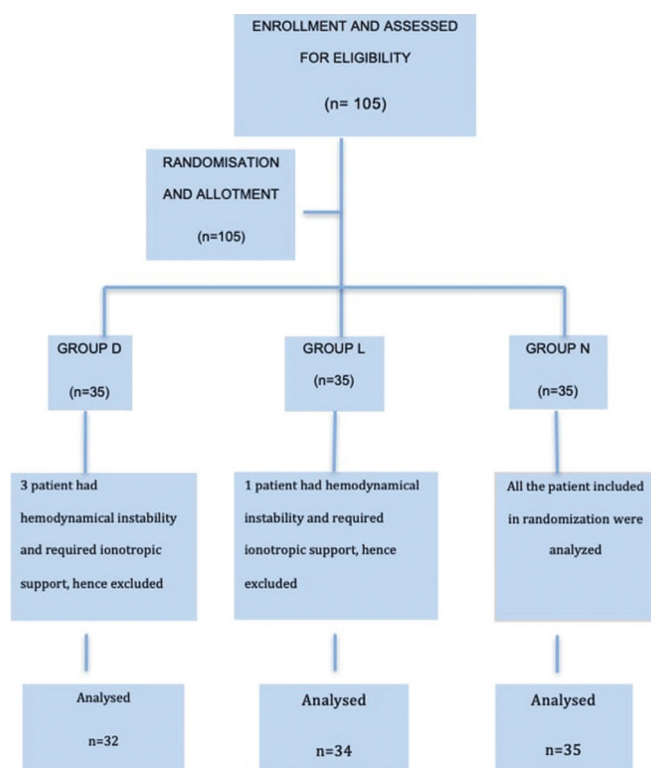 ENROLLMENT AND ASSESSED
FOR ELIGIBILITY
(n= 105)
RANDOMISATION
AND ALLOTMENT
(n=105)
GROUP D
(n=35)
GROUP L
(n=35)
GROUP N
(n=35)
3 patient had
hemodynamical instability
and required ionotropic
support, hence excluded
1 patient had hemodynamical
instability and required
ionotropic support, hence
excluded
All the patient included
in randomization were
analyzed
Analysed
n=32
Analysed
n=34
Analysed
n=35